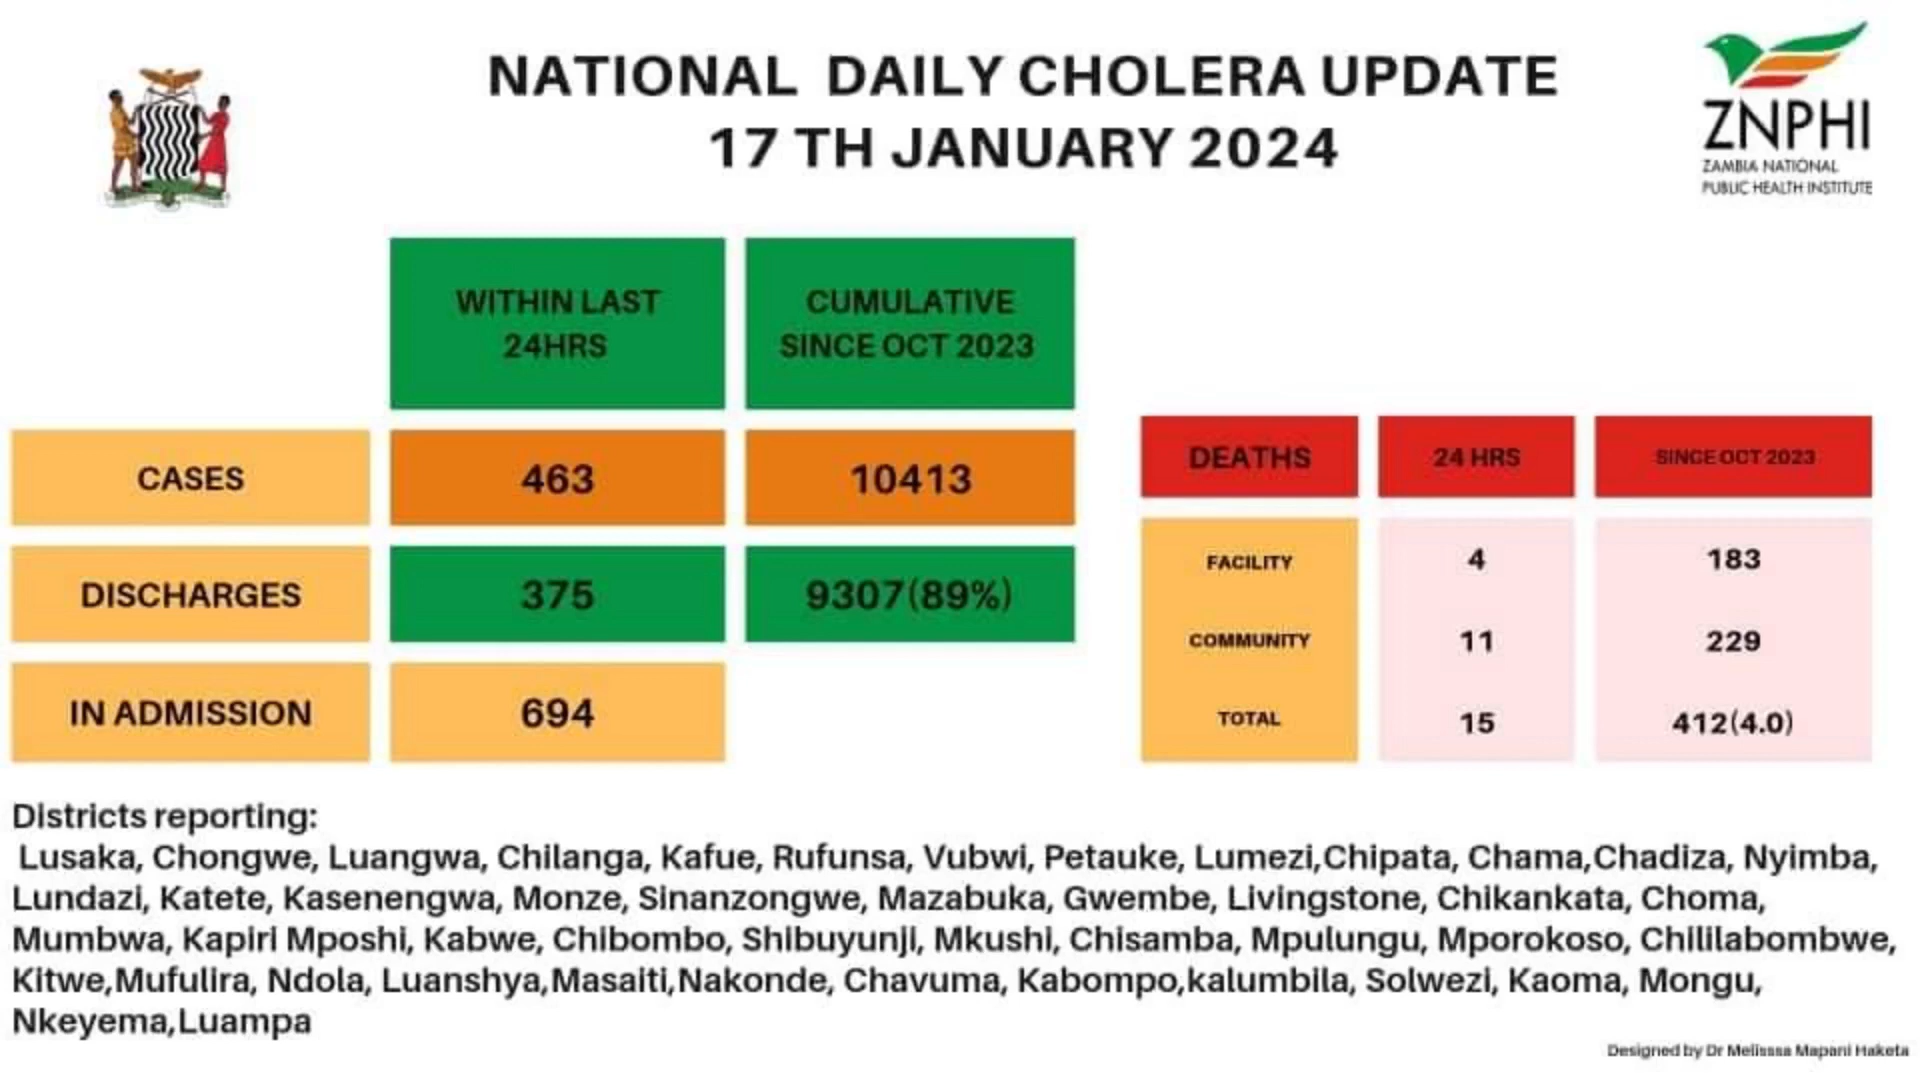 NATIONAL DAILY CHOLERA UPDATE
17 TH JANUARY 2024
ZNPHI
ZAMBIA NATIONAL
PUBLIC HEALTH INSTITUTE
WITHIN LAST
24HRS
CUMULATIVE
SINCE OCT 2023
CASES
463
10413
DISCHARGES
375
9307(89%)
IN ADMISSION
694
DEATHS
24 HRS
SINCE OCT 2023
FACILITY
4
183
COMMUNITY
11
229
TOTAL
15
412(4.0)
Districts reporting:
Lusaka, Chongwe, Luangwa, Chilanga, Kafue, Rufunsa, Vubwi, Petauke, Lumezi,Chipata, Chama,Chadiza, Nyimba,
Lundazi, Katete, Kasenengwa, Monze, Sinanzongwe, Mazabuka, Gwembe, Livingstone, Chikankata, Choma,
Mumbwa, Kapiri Mposhi, Kabwe, Chibombo, Shibuyunji, Mkushi, Chisamba, Mpulungu, Mporokoso, Chililabombwe,
Kitwe,Mufulira, Ndola, Luanshya,Masaiti,Nakonde, Chavuma, Kabompo,kalumbila, Solwezi, Kaoma, Mongu,
Nkeyema,Luampa
Designed by Dr Melisssa Mapani Haketa